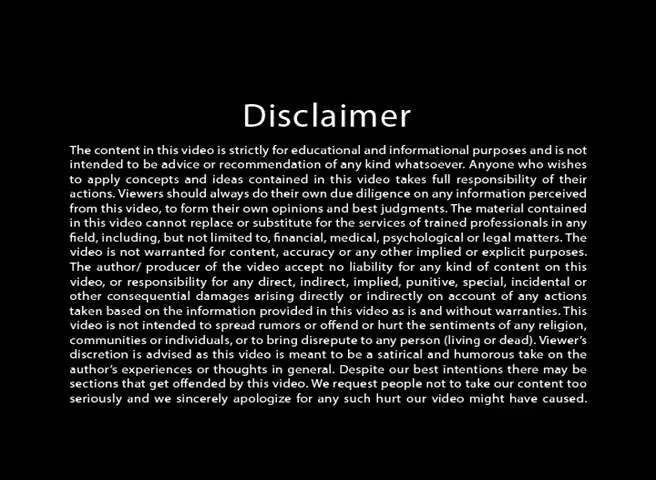 Disclaimer
The content in this video is strictly for educational and informational purposes and is not
intended to be advice or recommendation of any kind whatsoever. Anyone who wishes
to apply concepts and ideas contained in this video takes full responsibility of their
actions. Viewers should always do their own due diligence on any information perceived
from this video, to form their own opinions and best judgments. The material contained
in this video cannot replace or substitute for the services of trained professionals in any
field, including, but not limited to, financial, medical, psychological or legal matters. The
video is not warranted for content, accuracy or any other implied or explicit purposes.
The author/ producer of the video accept no liability for any kind of content on this
video, or responsibility for any direct, indirect, implied, punitive, special, incidental or
other consequential damages arising directly or indirectly on account of any actions
taken based on the information provided in this video as is and without warranties. This
video is not intended to spread rumors or offend or hurt the sentiments of any religion,
communities or individuals, or to bring disrepute to any person (living or dead). Viewer's
discretion is advised as this video is meant to be a satirical and humorous take on the
author's experiences or thoughts in general. Despite our best intentions there may be
sections that get offended by this video. We request people not to take our content too
seriously and we sincerely apologize for any such hurt our video might have caused.